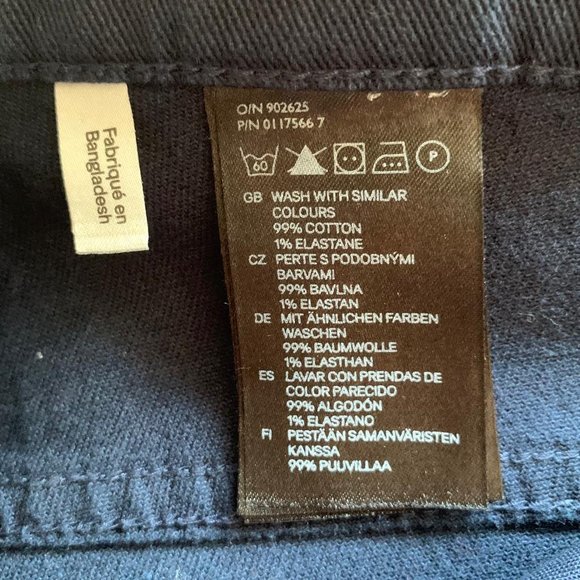 Fabriqué en
Bangladesh
O/N 902625
P/N 0117566 7
60
P
GB WASH WITH SIMILAR
COLOURS
99% COTTON
1% ELASTANE
CZ PERTE S PODOBNÝMI
BARVAMI
99% BAVLNA
1% ELASTAN
DE MIT ÄHNLICHEN FARBEN
WASCHEN
99% BAUMWOLLE
1% ELASTHAN
ES LAVAR CON PRENDAS DE
COLOR PARECIDO
99% ALGODÓN
1% ELASTANO
FI PESTÄÄN SAMANVÄRISTEN
KANSSA
99% PUUVILLAA